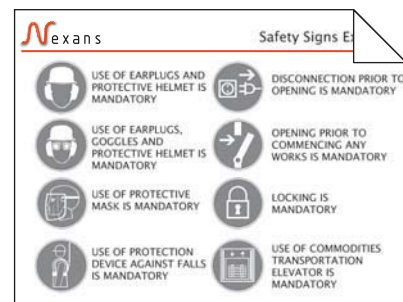 Nexans
Safety Signs
USE OF EARPLUGS AND
PROTECTIVE HELMET IS
MANDATORY
USE OF EARPLUGS,
GOGGLES AND
PROTECTIVE HELMET IS
MANDATORY
USE OF PROTECTIVE
MASK IS MANDATORY
USE OF PROTECTION
DEVICE AGAINST FALLS
IS MANDATORY
DISCONNECTION PRIOR TO
OPENING IS MANDATORY
OPENING PRIOR TO
COMMENCING ANY
WORKS IS MANDATORY
LOCKING IS
MANDATORY
USE OF COMMODITIES
TRANSPORTATION
ELEVATOR IS
MANDATORY